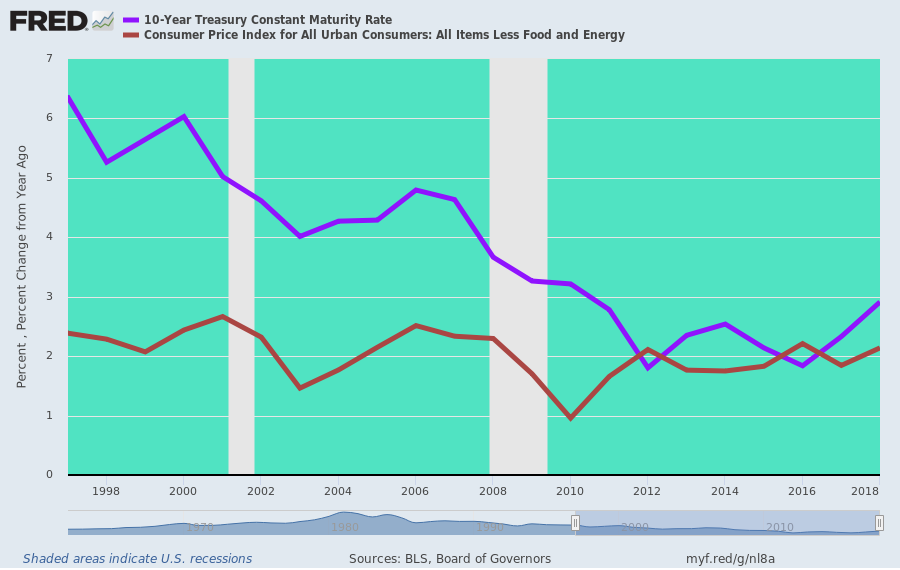 FRED
10-Year Treasury Constant Maturity Rate
Consumer Price Index for All Urban Consumers: All Items Less Food and Energy
Percent , Percent Change from Year Ago
7
6
5
4
3
2
1
0
1998 2000 2002 2004 2006 2008 2010 2012 2014 2016 2018
1970 1980 1990 2000 2010
Shaded areas indicate U.S. recessions Sources: BLS, Board of Governors myf.red/g/nl8a